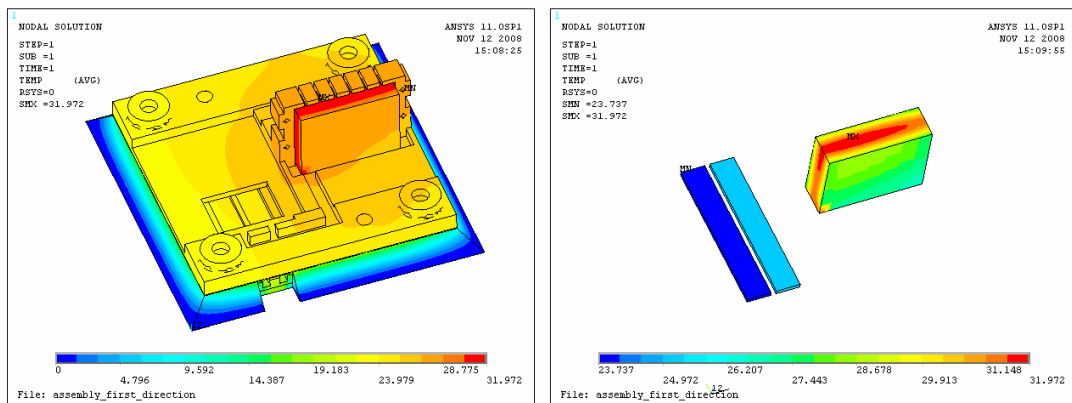 1
NODAL SOLUTION
ANSYS 11.0SP1
NOV 12 2008
15:08:25
STEP=1
SUB =1
TIME=1
TEMP (AVG)
RSYS=0
SMX =31.972
MX
MN
0
4.796
9.592
14.387
19.183
23.979
28.775
31.972
File: assembly_first_direction
1
NODAL SOLUTION
ANSYS 11.0SP1
NOV 12 2008
15:09:55
STEP=1
SUB =1
TIME=1
TEMP (AVG)
RSYS=0
SMN =23.737
SMX =31.972
MX
MN
23.737
24.972
26.207
27.443
28.678
29.913
31.148
31.972
12
File: assembly_first_direction